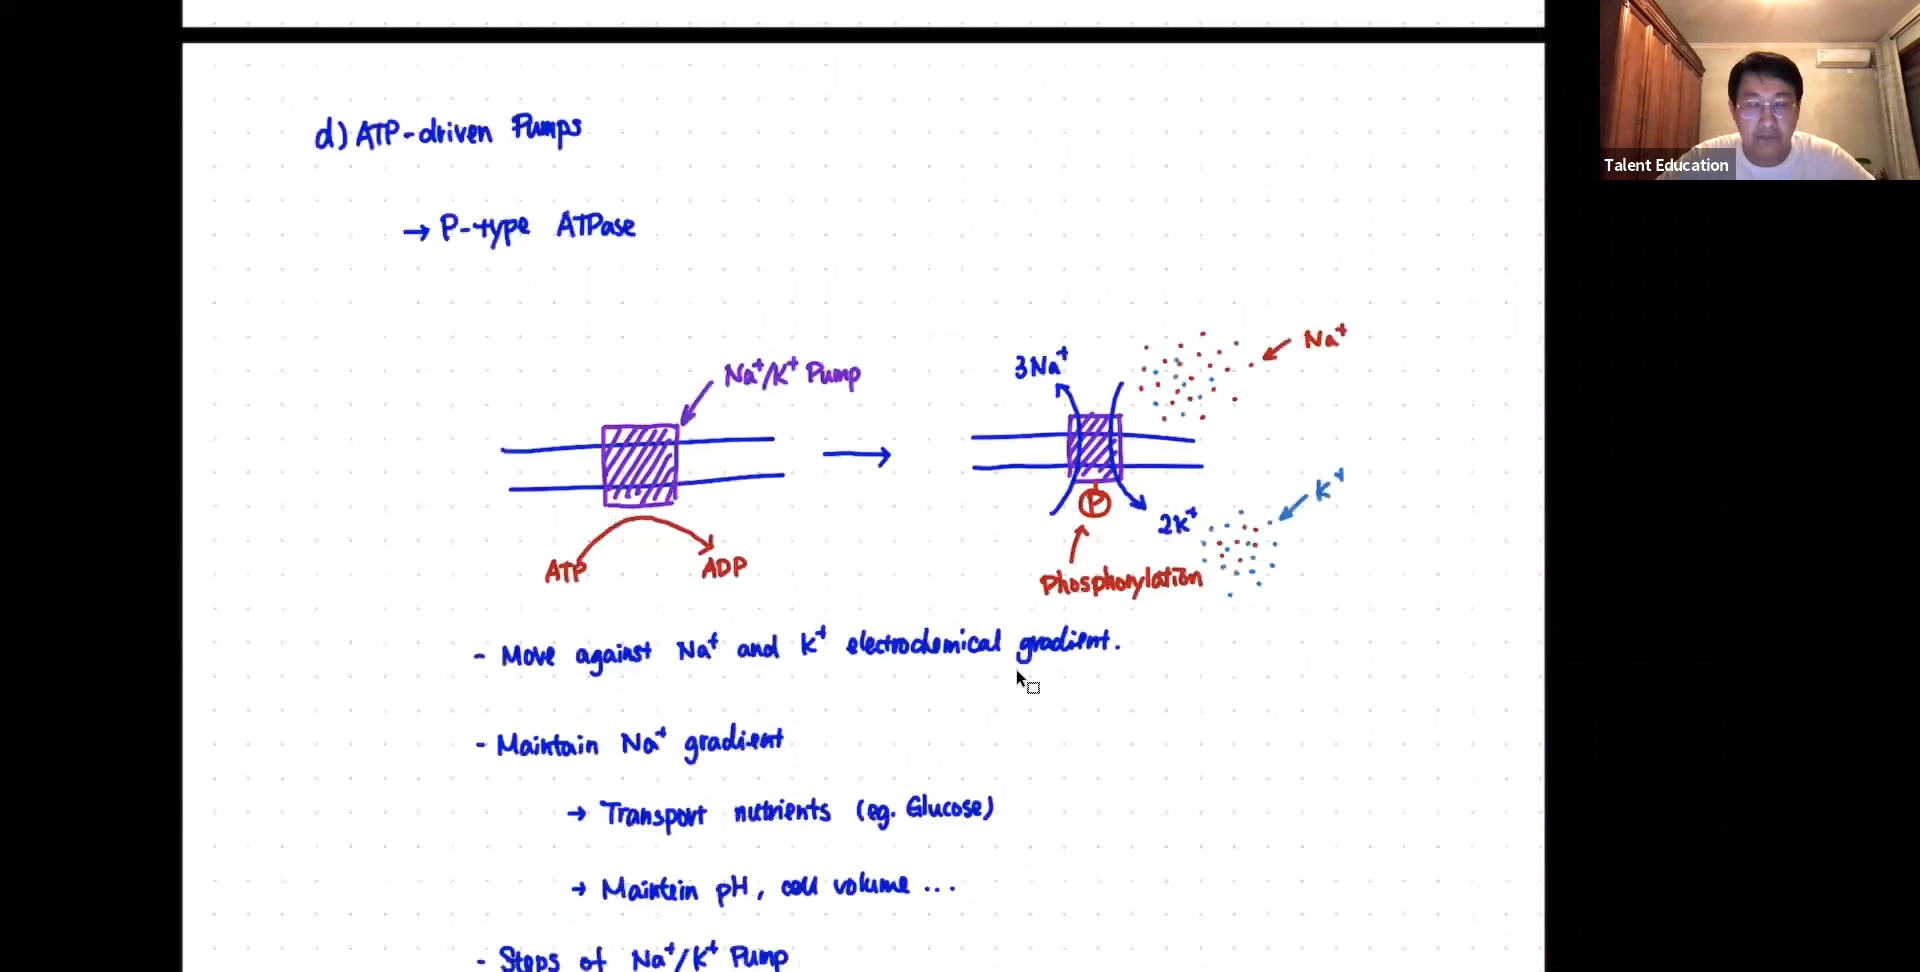 d) ATP-driven Pumps
→ P-type ATPase
Na⁺/K⁺ Pump
ATP
ADP
3Na⁺
Na⁺
P
2K⁺
K⁺
Phosphorylation
- Move against Na⁺ and K⁺ electrochemical gradient.
- Maintain Na⁺ gradient
→ Transport nutrients (eg. Glucose)
→ Maintain pH, cell volume ...
- Steps of Na⁺/K⁺ Pump
Talent Education